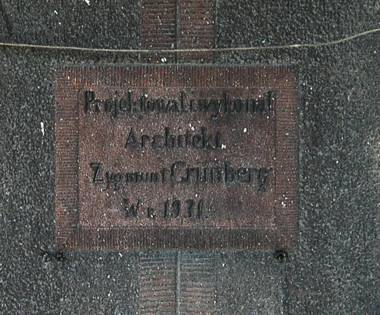 Projektował i wykonał
Architekt
Zygmunt Grünberg
W r. 1931.